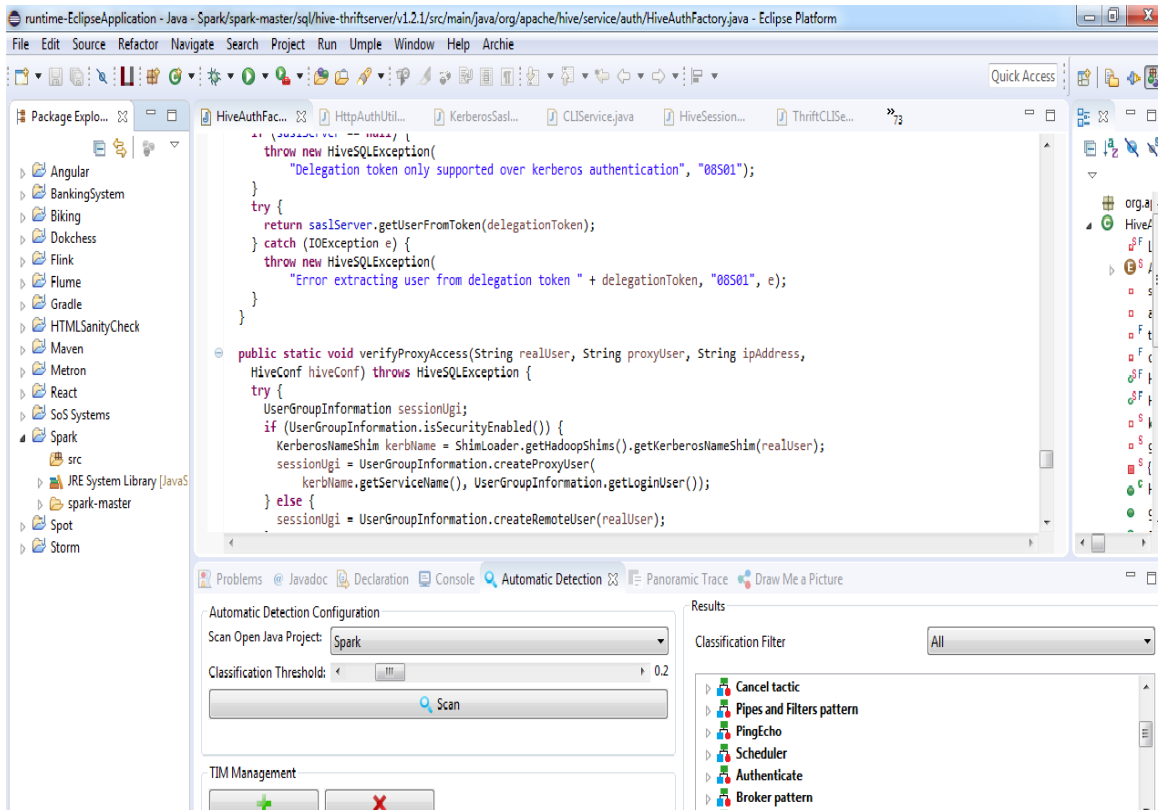 runtime-EclipseApplication - Java - Spark/spark-master/sql/hive-thriftserver/v1.2.1/src/main/java/org/apache/hive/service/auth/HiveAuthFactory.java - Eclipse Platform
File Edit Source Refactor Navigate Search Project Run Umple Window Help Archie
Quick Access
Package Explo...
HiveAuthFac... HttpAuthUtil... KerberosSasl... CLIService.java HiveSession... ThriftCLISe... »73
Angular
BankingSystem
Biking
Dokchess
Flink
Flume
Gradle
HTMLSanityCheck
Maven
Metron
React
SoS Systems
Spark
src
JRE System Library [JavaS
spark-master
Spot
Storm
if (saslServer == null) {
throw new HiveSQLException(
"Delegation token only supported over kerberos authentication", "08S01");
}
try {
return saslServer.getUserFromToken(delegationToken);
} catch (IOException e) {
throw new HiveSQLException(
"Error extracting user from delegation token " + delegationToken, "08S01", e);
}
}
public static void verifyProxyAccess(String realUser, String proxyUser, String ipAddress,
HiveConf hiveConf) throws HiveSQLException {
try {
UserGroupInformation sessionUgi;
if (UserGroupInformation.isSecurityEnabled()) {
KerberosNameShim kerbName = ShimLoader.getHadoopShims().getKerberosNameShim(realUser);
sessionUgi = UserGroupInformation.createProxyUser(
kerbName.getServiceName(), UserGroupInformation.getLoginUser());
} else {
sessionUgi = UserGroupInformation.createRemoteUser(realUser);
org.a
Hive
Problems @ Javadoc Declaration Console Automatic Detection Panoramic Trace Draw Me a Picture
Automatic Detection Configuration
Scan Open Java Project: Spark
Classification Threshold: 0.2
Scan
TIM Management
Results
Classification Filter All
Cancel tactic
Pipes and Filters pattern
PingEcho
Scheduler
Authenticate
Broker pattern